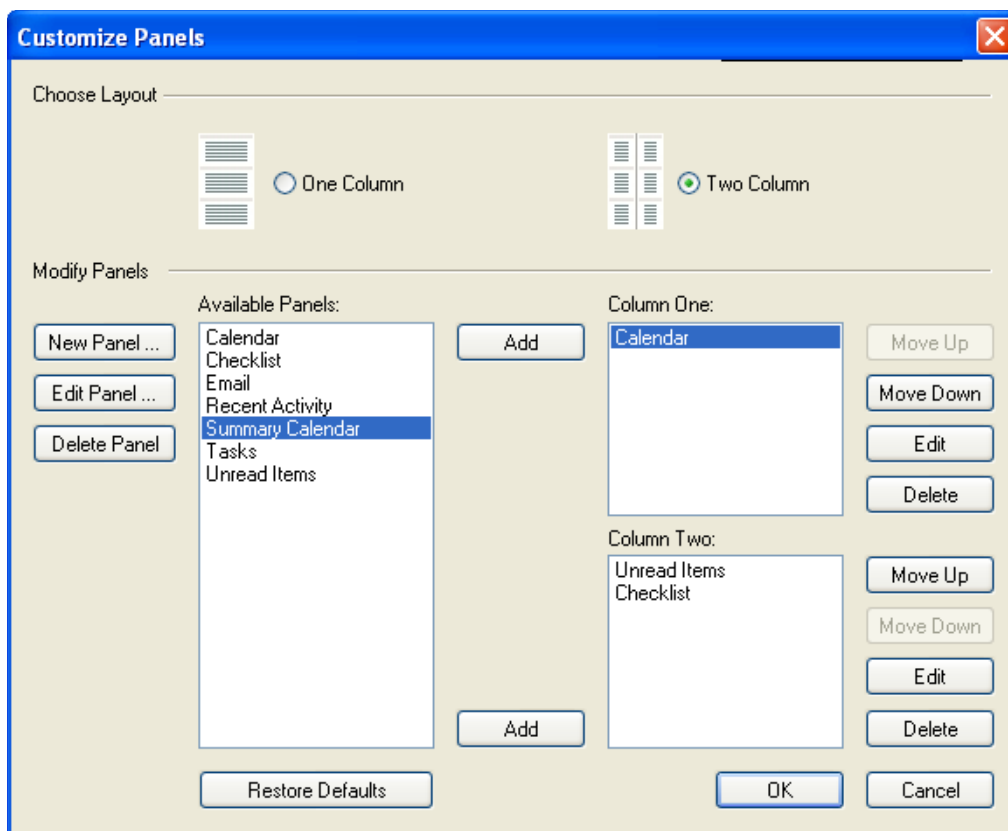 Customize Panels
Choose Layout
One Column
Two Column
Modify Panels
Available Panels:
Column One:
New Panel ...
Edit Panel ...
Delete Panel
Calendar
Checklist
Email
Recent Activity
Summary Calendar
Tasks
Unread Items
Add
Calendar
Move Up
Move Down
Edit
Delete
Column Two:
Unread Items
Checklist
Move Up
Move Down
Edit
Delete
Add
Restore Defaults
OK
Cancel